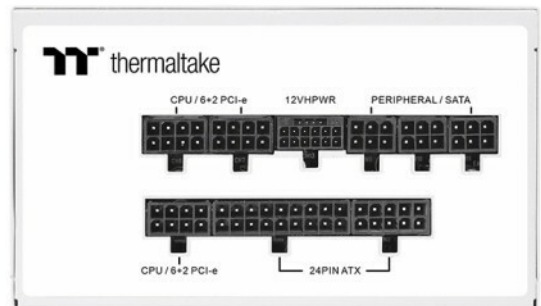 thermaltake
CPU / 6+2 PCI-e 12VHPWR PERIPHERAL / SATA
CPU / 6+2 PCI-e 24PIN ATX